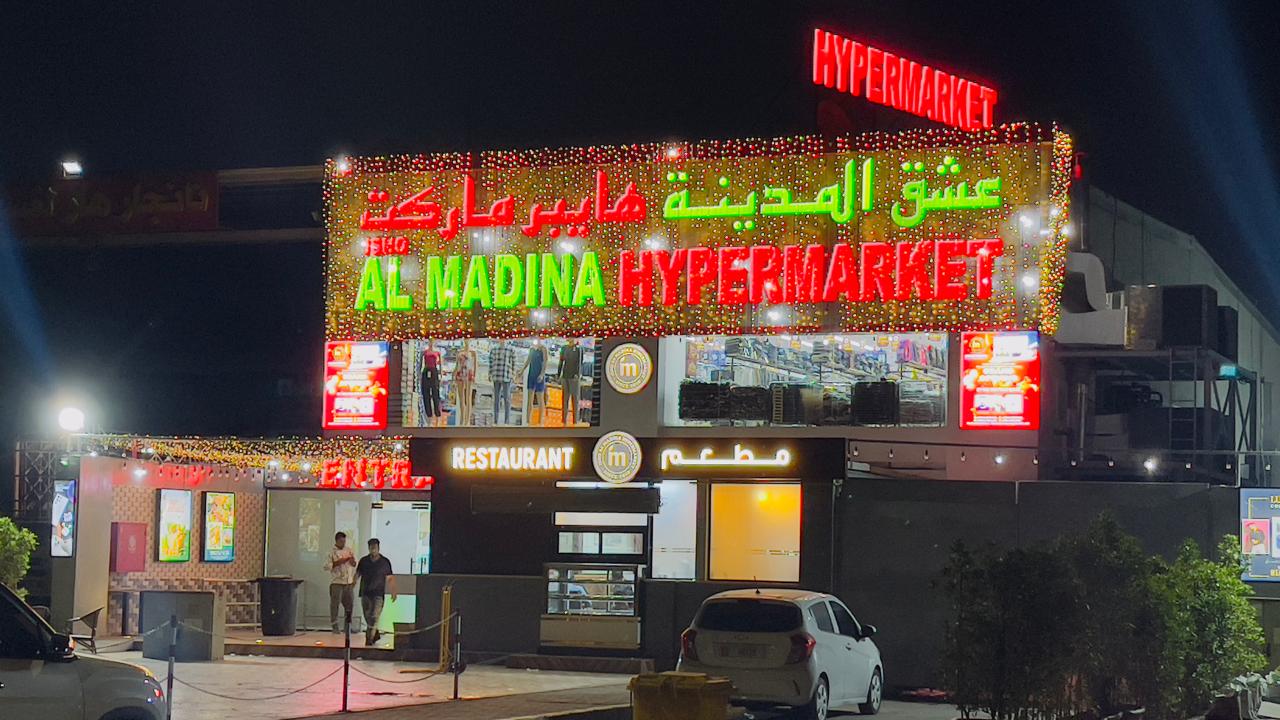 HYPERMARKET
عشق المدينة هايبر ماركت
ISHQ
AL MADINA HYPERMARKET
m
RESTAURANT
m
مطعم